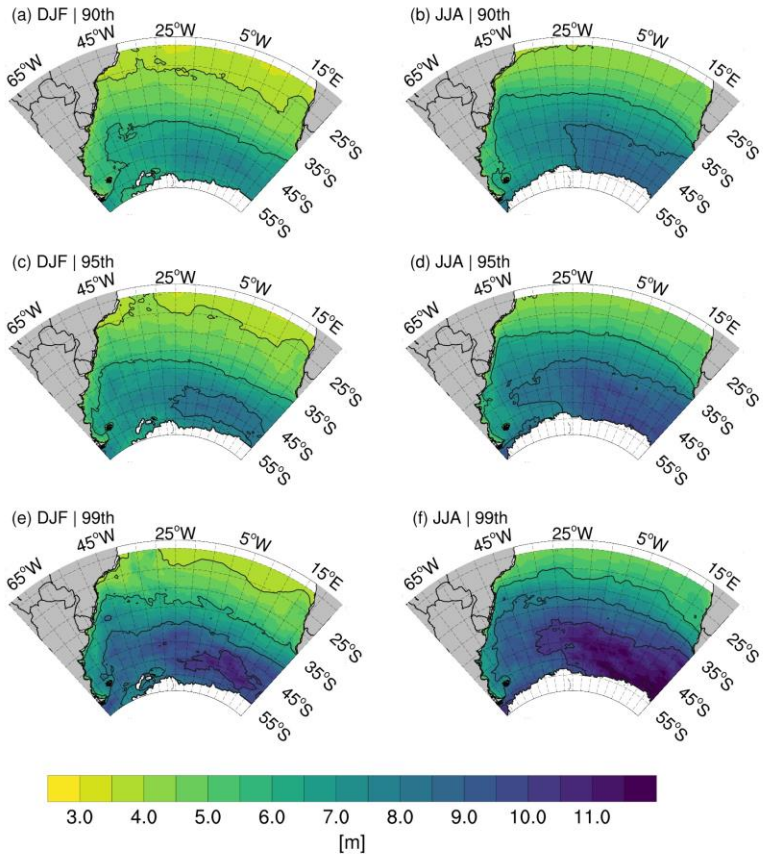 (a) DJF | 90th
65°W
45°W
25°W
5°W
15°E
25°S
35°S
45°S
55°S
(b) JJA | 90th
65°W
45°W
25°W
5°W
15°E
25°S
35°S
45°S
55°S
(c) DJF | 95th
65°W
45°W
25°W
5°W
15°E
25°S
35°S
45°S
55°S
(d) JJA | 95th
65°W
45°W
25°W
5°W
15°E
25°S
35°S
45°S
55°S
(e) DJF | 99th
65°W
45°W
25°W
5°W
15°E
25°S
35°S
45°S
55°S
(f) JJA | 99th
65°W
45°W
25°W
5°W
15°E
25°S
35°S
45°S
55°S
3.0 4.0 5.0 6.0 7.0 8.0 9.0 10.0 11.0
[m]